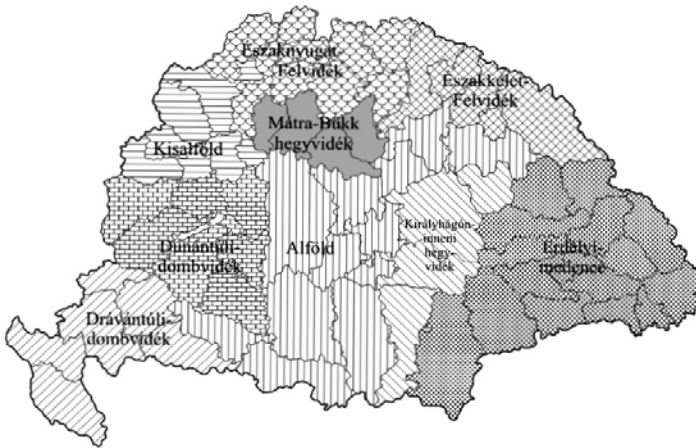 Északnyugat-
Felvidék
Északkelet-
Felvidék
Mátra-Bükk
hegyvidék
Kisalföld
Királyhágón-
inneni
hegy-
vidék
Dunántúli-
dombvidék
Alföld
Erdélyi-
medence
Drávántúli-
dombvidék